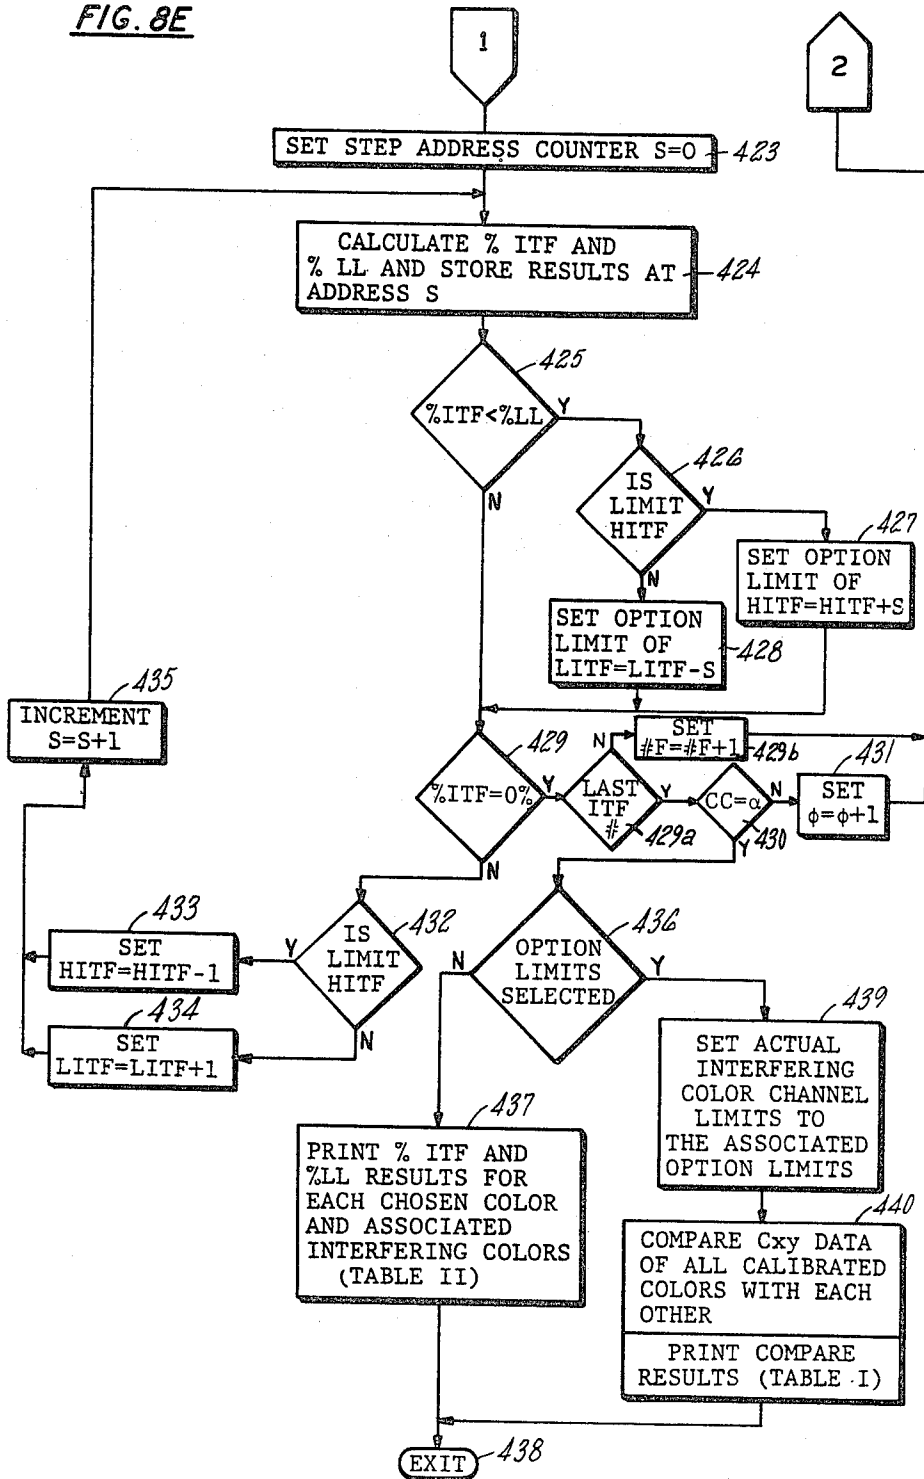 FIG. 8E
1
2
SET STEP ADDRESS COUNTER S=0
423
CALCULATE % ITF AND
% LL AND STORE RESULTS AT
ADDRESS S
424
425
%ITF<%LL
Y
N
426
IS
LIMIT
HITF
Y
N
427
SET OPTION
LIMIT OF
HITF=HITF+S
SET OPTION
LIMIT OF
LITF=LITF-S
428
435
INCREMENT
S=S+1
429
%ITF=0%
Y
N
LAST
ITF
#
429a
N
Y
SET
#F=#F+1
429b
CC=α
430
N
Y
431
SET
φ=φ+1
432
IS
LIMIT
HITF
Y
N
433
SET
HITF=HITF-1
434
SET
LITF=LITF+1
436
OPTION
LIMITS
SELECTED
N
Y
437
PRINT % ITF AND
%LL RESULTS FOR
EACH CHOSEN COLOR
AND ASSOCIATED
INTERFERING COLORS
(TABLE II)
439
SET ACTUAL
INTERFERING
COLOR CHANNEL
LIMITS TO
THE ASSOCIATED
OPTION LIMITS
440
COMPARE Cxy DATA
OF ALL CALIBRATED
COLORS WITH EACH
OTHER
PRINT COMPARE
RESULTS (TABLE I)
EXIT
438